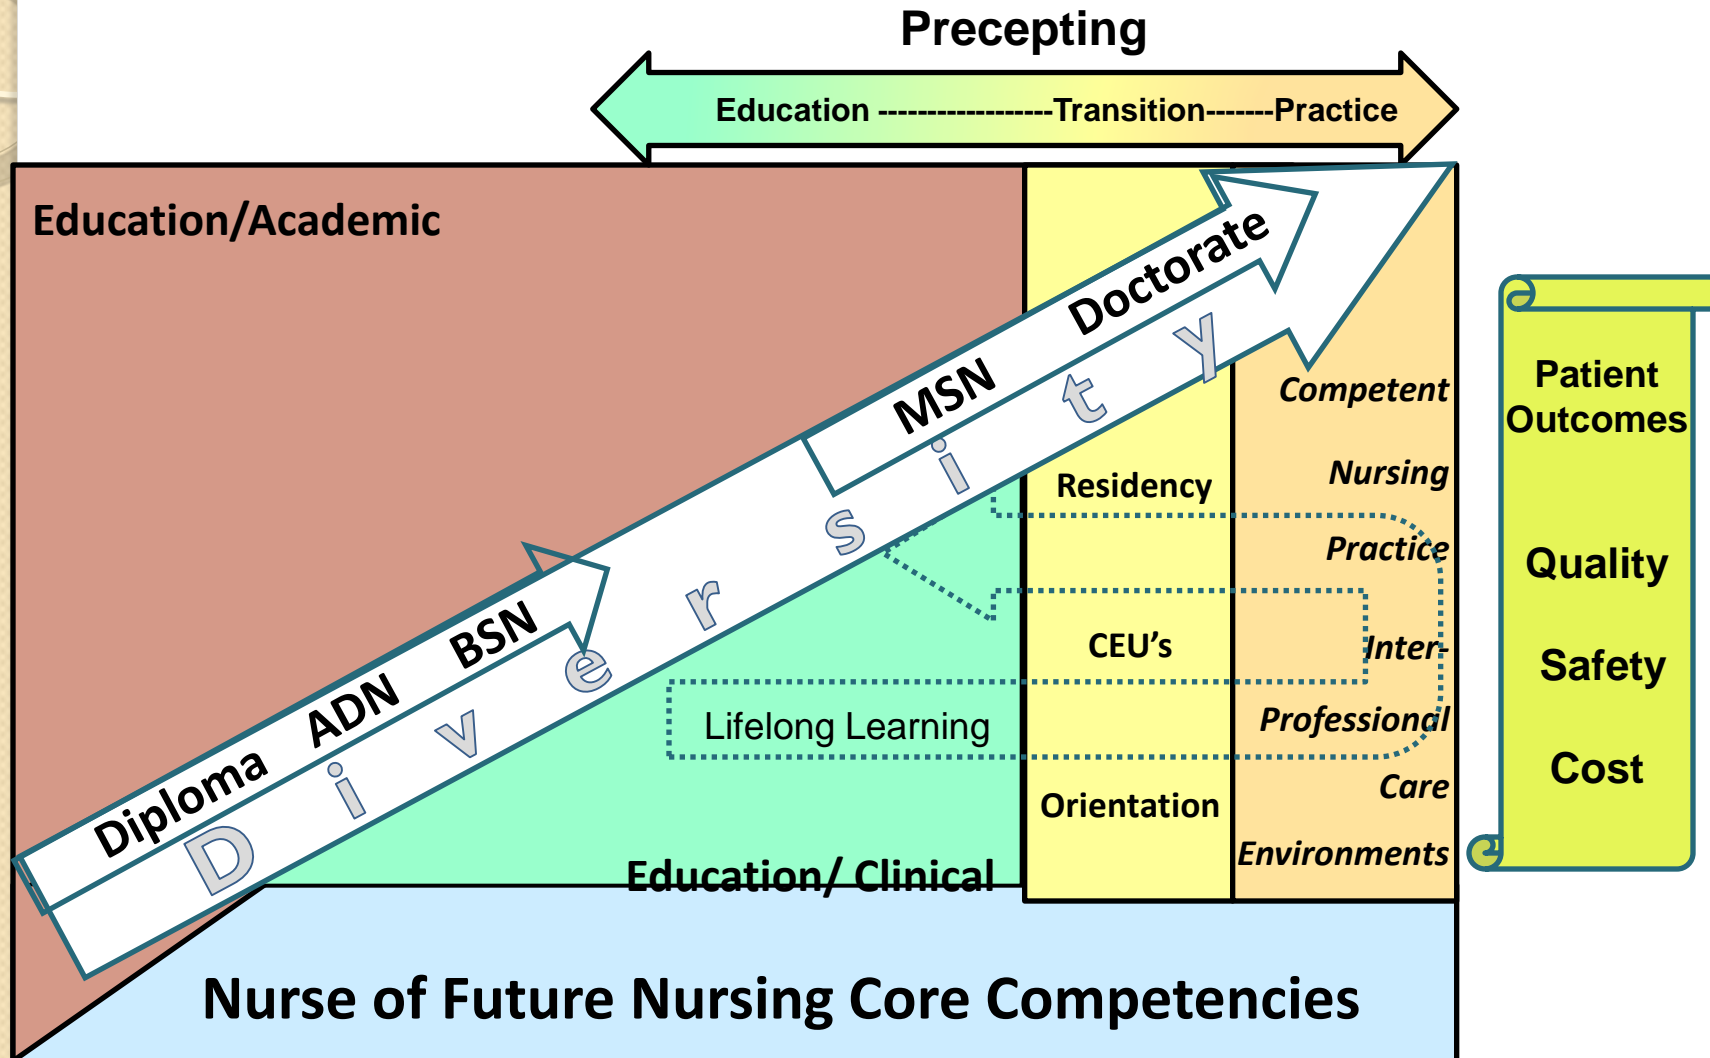 Precepting
Education ------------------Transition-------Practice
Education/Academic
Diploma ADN BSN
MSN Doctorate
Diversity
Residency
CEU's
Orientation
Lifelong Learning
Education/ Clinical
Competent
Nursing
Practice
Inter-
Professional
Care
Environments
Patient
Outcomes
Quality
Safety
Cost
Nurse of Future Nursing Core Competencies